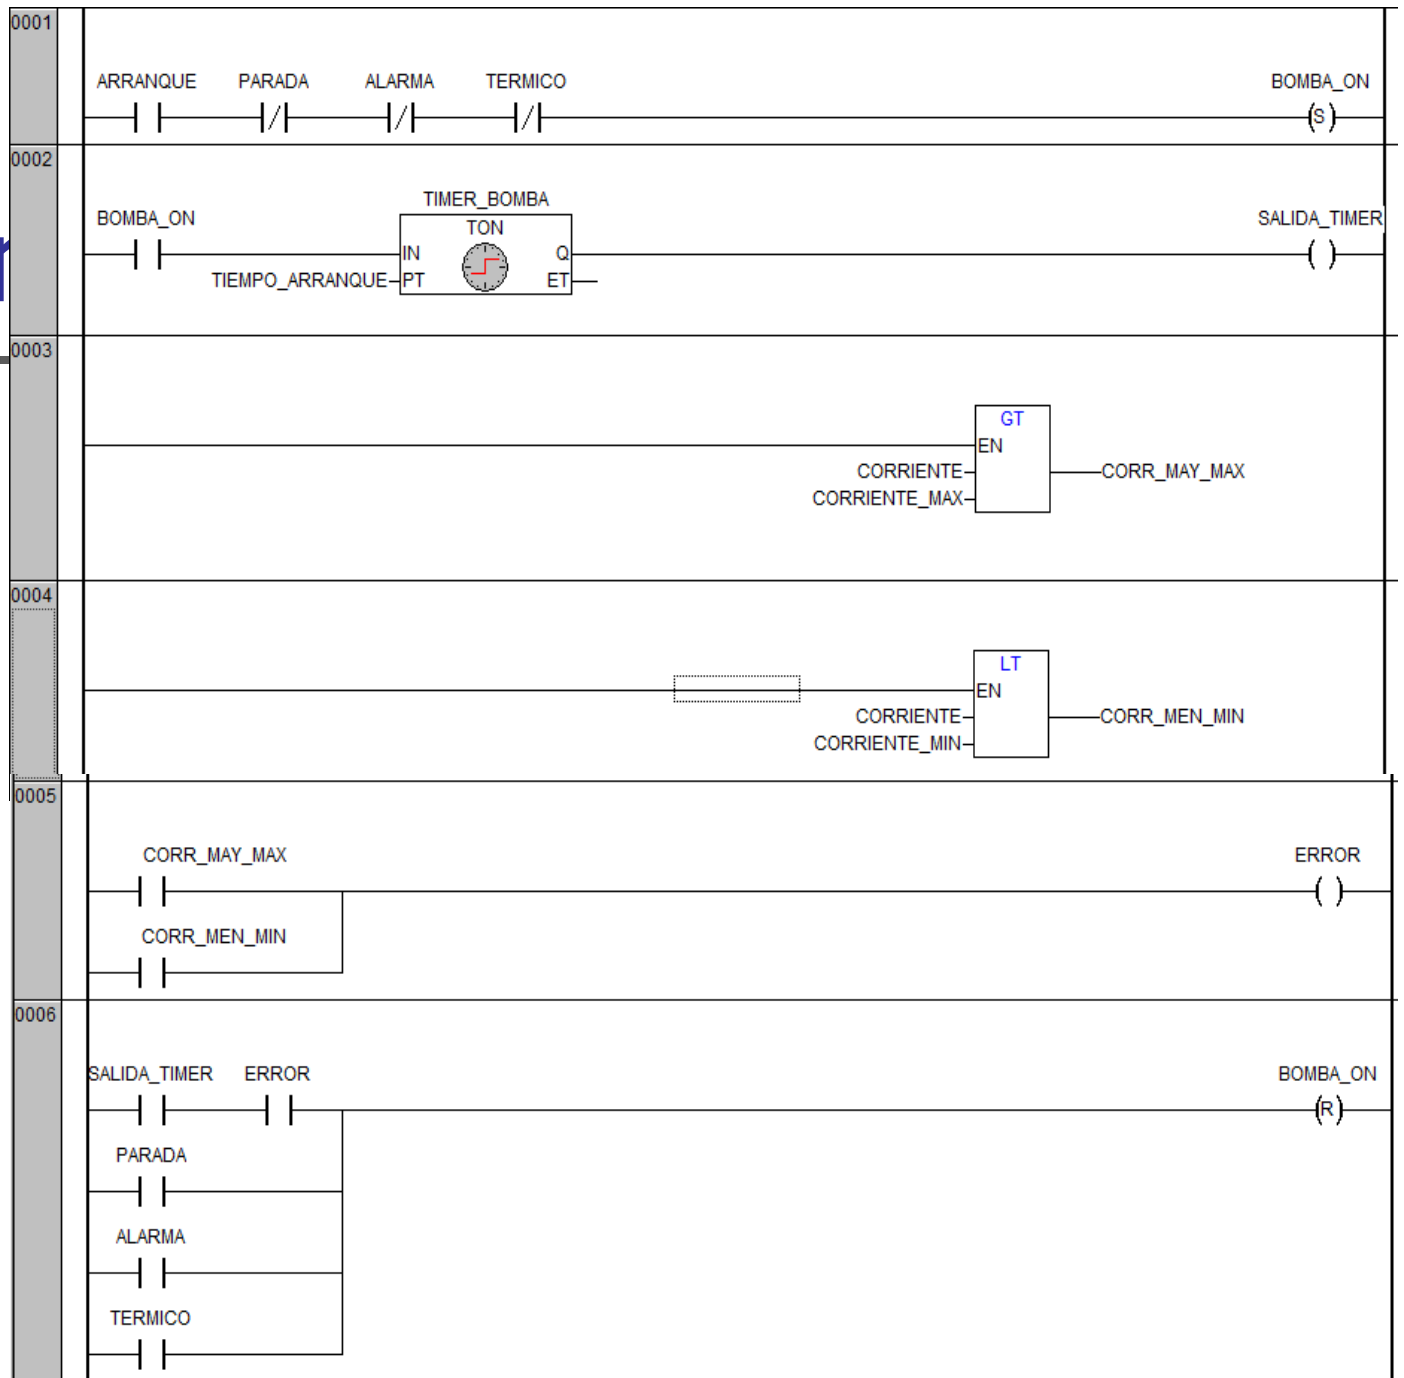 0001
ARRANQUE PARADA ALARMA TERMICO BOMBA_ON
S
0002
TIMER_BOMBA
BOMBA_ON TON SALIDA_TIMER
IN Q
TIEMPO_ARRANQUE PT ET
0003
GT
EN
CORRIENTE CORR_MAY_MAX
CORRIENTE_MAX
0004
LT
EN
CORRIENTE CORR_MEN_MIN
CORRIENTE_MIN
0005
CORR_MAY_MAX ERROR
CORR_MEN_MIN
0006
SALIDA_TIMER ERROR BOMBA_ON
R
PARADA
ALARMA
TERMICO